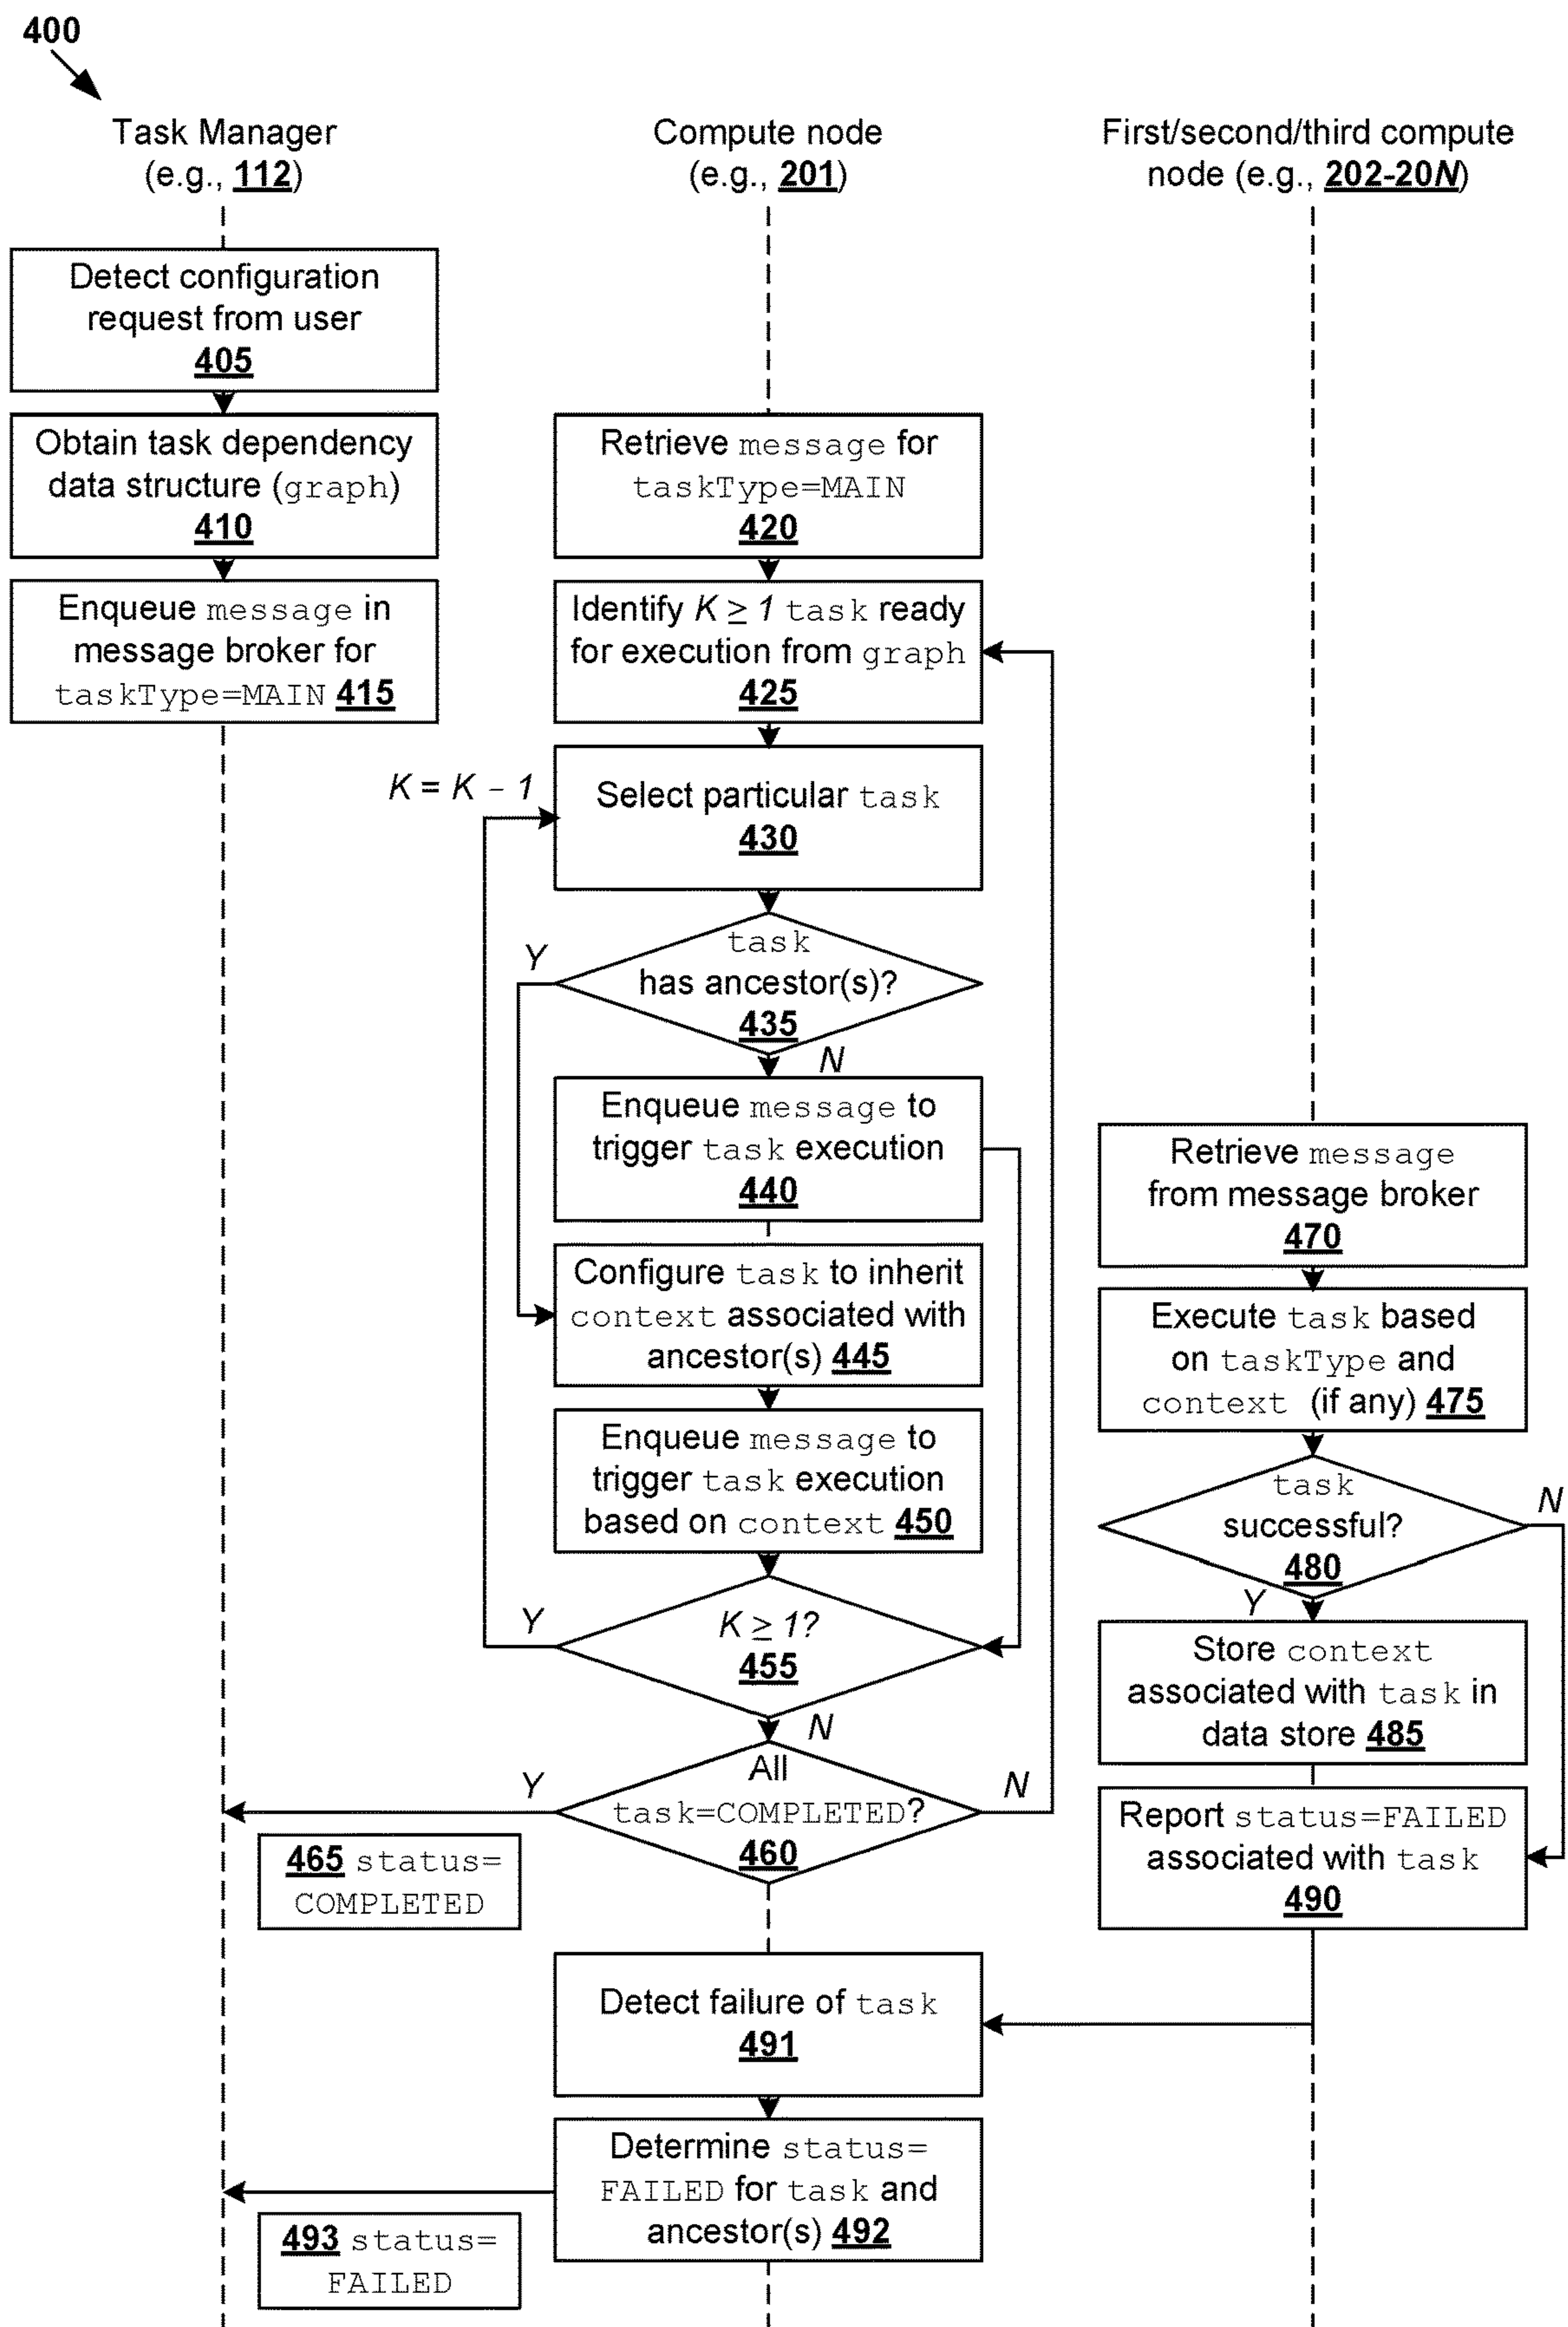 400
Task Manager
(e.g., 112)
Compute node
(e.g., 201)
First/second/third compute
node (e.g., 202-20N)
Detect configuration
request from user
405
Obtain task dependency
data structure (graph)
410
Enqueue message in
message broker for
taskType=MAIN 415
Retrieve message for
taskType=MAIN
420
Identify K ≥ 1 task ready
for execution from graph
425
K = K - 1
Select particular task
430
task
has ancestor(s)?
435
Y
N
Enqueue message to
trigger task execution
440
Configure task to inherit
context associated with
ancestor(s) 445
Enqueue message to
trigger task execution
based on context 450
K ≥ 1?
455
Y
N
All
task=COMPLETED?
460
Y
N
465 status=
COMPLETED
Retrieve message
from message broker
470
Execute task based
on taskType and
context (if any) 475
task
successful?
480
N
Y
Store context
associated with task in
data store 485
Report status=FAILED
associated with task
490
Detect failure of task
491
Determine status=
FAILED for task and
ancestor(s) 492
493 status=
FAILED